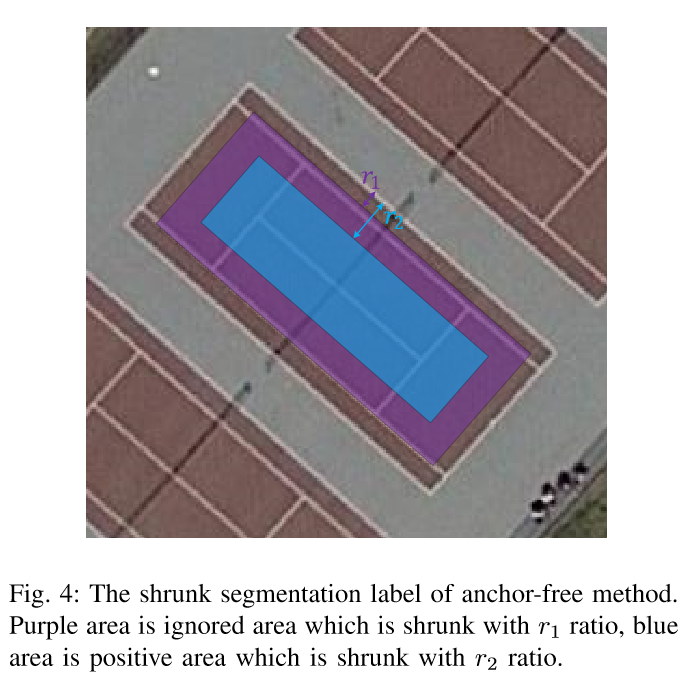 r₁
r₂
Fig. 4: The shrunk segmentation label of anchor-free method.
Purple area is ignored area which is shrunk with r₁ ratio, blue
area is positive area which is shrunk with r₂ ratio.